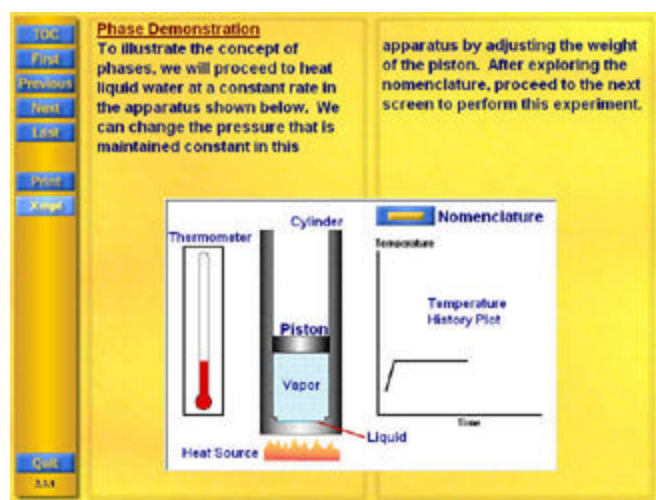 TOC
First
Previous
Next
Last
Print
Xmpl
Quit
Phase Demonstration
To illustrate the concept of
phases, we will proceed to heat
liquid water at a constant rate in
the apparatus shown below. We
can change the pressure that is
maintained constant in this
apparatus by adjusting the weight
of the piston. After exploring the
nomenclature, proceed to the next
screen to perform this experiment.
Cylinder
Nomenclature
Thermometer
Temperature
Temperature
History Plot
Piston
Vapor
Time
Liquid
Heat Source